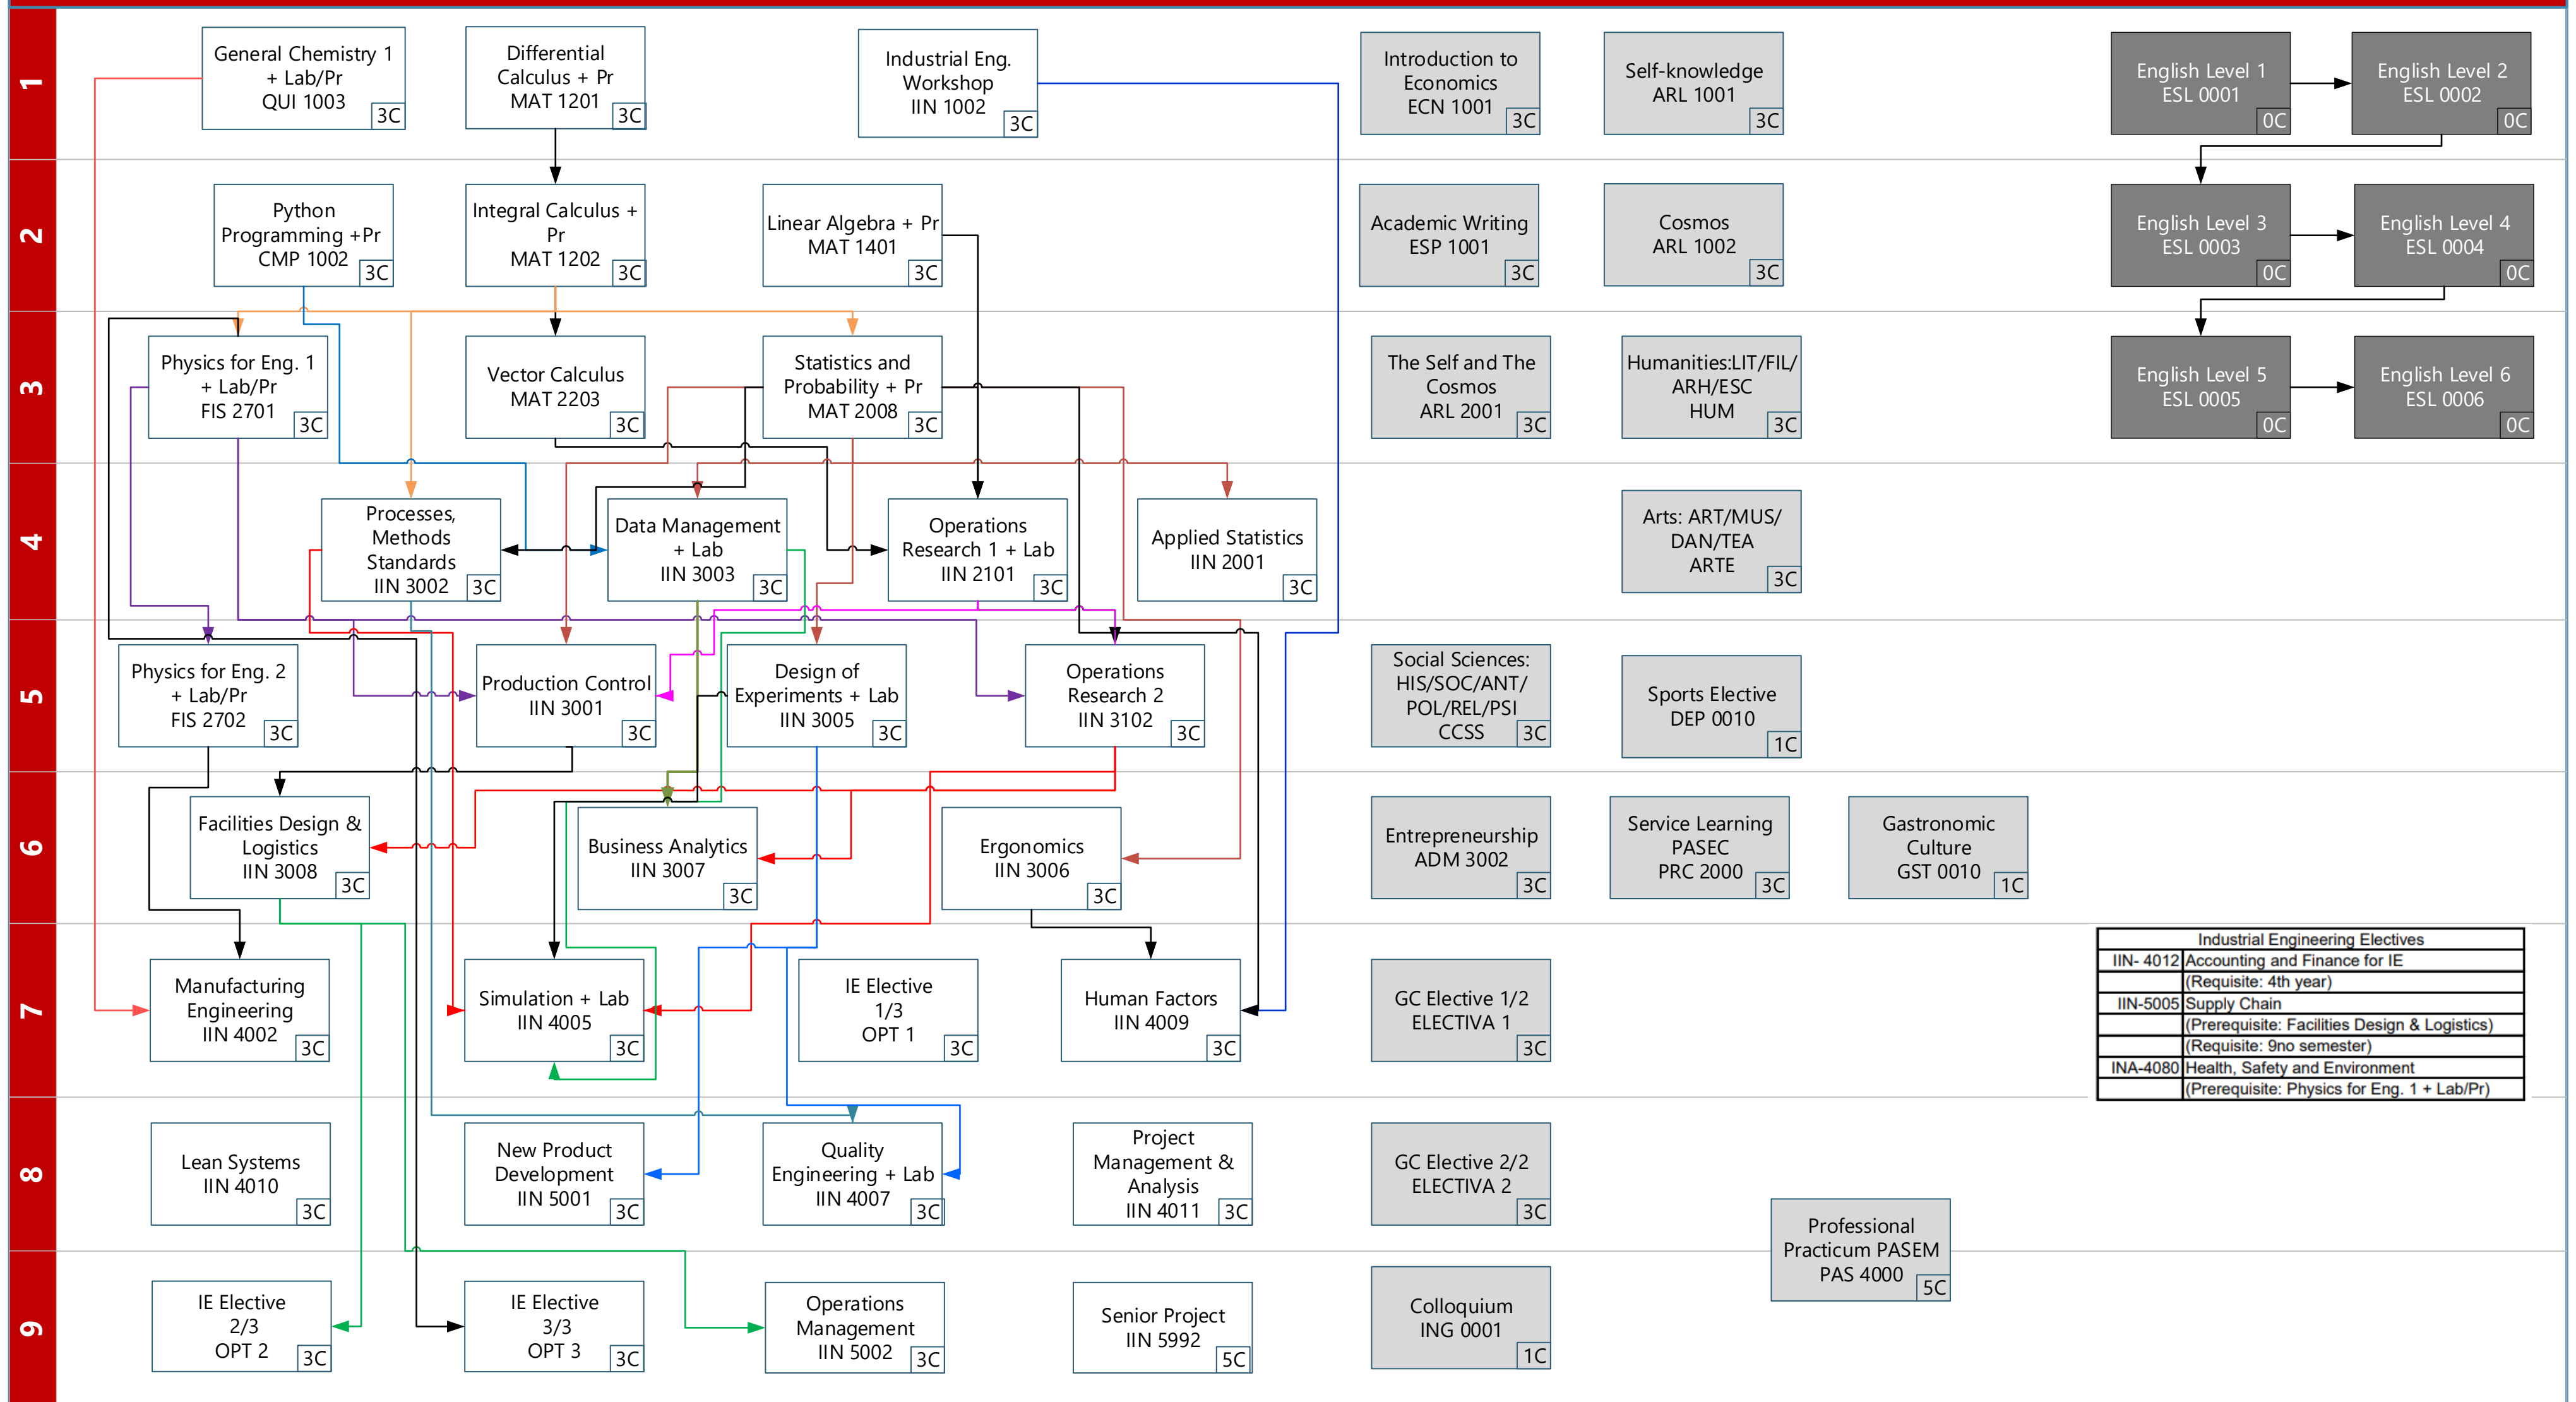 1
General Chemistry 1
+ Lab/Pr
QUI 1003
3C
Differential
Calculus + Pr
MAT 1201
3C
Industrial Eng.
Workshop
IIN 1002
3C
Introduction to
Economics
ECN 1001
3C
Self-knowledge
ARL 1001
3C
English Level 1
ESL 0001
0C
English Level 2
ESL 0002
0C
2
Python
Programming +Pr
CMP 1002
3C
Integral Calculus +
Pr
MAT 1202
3C
Linear Algebra + Pr
MAT 1401
3C
Academic Writing
ESP 1001
3C
Cosmos
ARL 1002
3C
English Level 3
ESL 0003
0C
English Level 4
ESL 0004
0C
3
Physics for Eng. 1
+ Lab/Pr
FIS 2701
3C
Vector Calculus
MAT 2203
3C
Statistics and
Probability + Pr
MAT 2008
3C
The Self and The
Cosmos
ARL 2001
3C
Humanities:LIT/FIL/
ARH/ESC
HUM
3C
English Level 5
ESL 0005
0C
English Level 6
ESL 0006
0C
4
Processes,
Methods
Standards
IIN 3002
3C
Data Management
+ Lab
IIN 3003
3C
Operations
Research 1 + Lab
IIN 2101
3C
Applied Statistics
IIN 2001
3C
Arts: ART/MUS/
DAN/TEA
ARTE
3C
5
Physics for Eng. 2
+ Lab/Pr
FIS 2702
3C
Production Control
IIN 3001
3C
Design of
Experiments + Lab
IIN 3005
3C
Operations
Research 2
IIN 3102
3C
Social Sciences:
HIS/SOC/ANT/
POL/REL/PSI
CCSS
3C
Sports Elective
DEP 0010
1C
6
Facilities Design &
Logistics
IIN 3008
3C
Business Analytics
IIN 3007
3C
Ergonomics
IIN 3006
3C
Entrepreneurship
ADM 3002
3C
Service Learning
PASEC
PRC 2000
3C
Gastronomic
Culture
GST 0010
1C
7
Manufacturing
Engineering
IIN 4002
3C
Simulation + Lab
IIN 4005
3C
IE Elective
1/3
OPT 1
3C
Human Factors
IIN 4009
3C
GC Elective 1/2
ELECTIVA 1
3C
Industrial Engineering Electives
IIN- 4012 Accounting and Finance for IE
(Requisite: 4th year)
IIN-5005 Supply Chain
(Prerequisite: Facilities Design & Logistics)
(Requisite: 9no semester)
INA-4080 Health, Safety and Environment
(Prerequisite: Physics for Eng. 1 + Lab/Pr)
8
Lean Systems
IIN 4010
3C
New Product
Development
IIN 5001
3C
Quality
Engineering + Lab
IIN 4007
3C
Project
Management &
Analysis
IIN 4011
3C
GC Elective 2/2
ELECTIVA 2
3C
Professional
Practicum PASEM
PAS 4000
5C
9
IE Elective
2/3
OPT 2
3C
IE Elective
3/3
OPT 3
3C
Operations
Management
IIN 5002
3C
Senior Project
IIN 5992
5C
Colloquium
ING 0001
1C